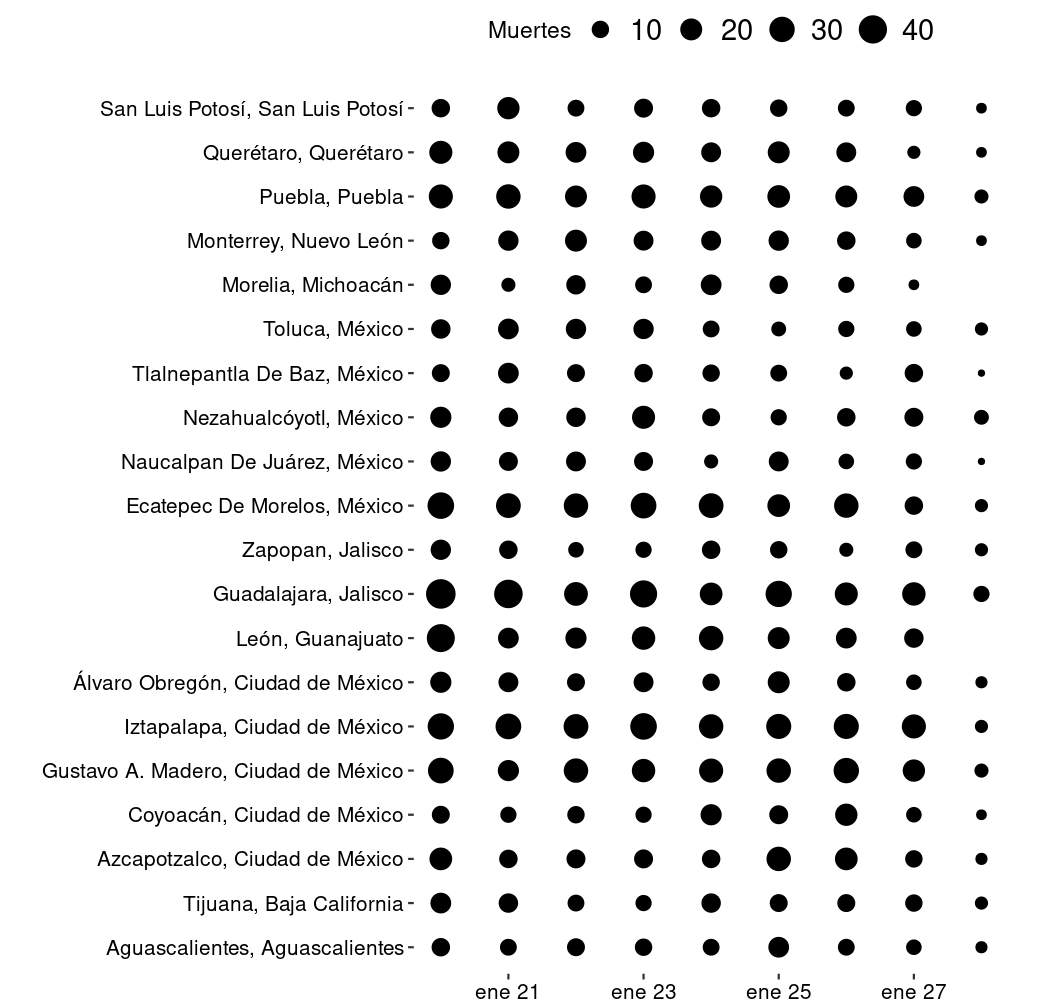 Muertes 10 20 30 40
San Luis Potosí, San Luis Potosí
Querétaro, Querétaro
Puebla, Puebla
Monterrey, Nuevo León
Morelia, Michoacán
Toluca, México
Tlalnepantla De Baz, México
Nezahualcóyotl, México
Naucalpan De Juárez, México
Ecatepec De Morelos, México
Zapopan, Jalisco
Guadalajara, Jalisco
León, Guanajuato
Álvaro Obregón, Ciudad de México
Iztapalapa, Ciudad de México
Gustavo A. Madero, Ciudad de México
Coyoacán, Ciudad de México
Azcapotzalco, Ciudad de México
Tijuana, Baja California
Aguascalientes, Aguascalientes
ene 21 ene 23 ene 25 ene 27